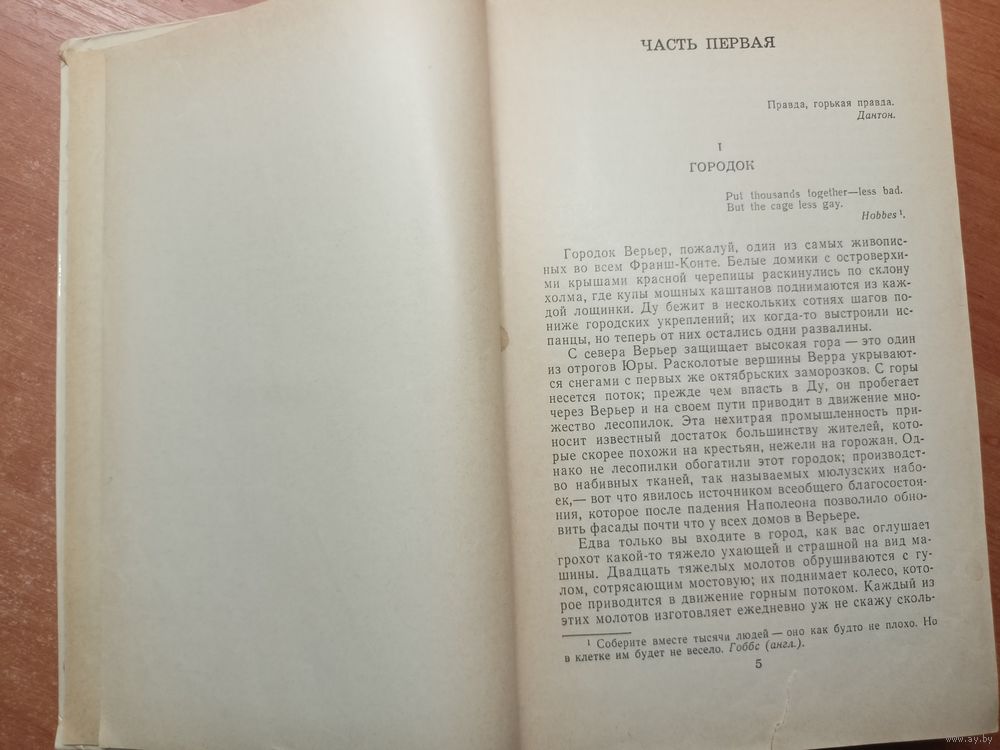 ЧАСТЬ ПЕРВАЯ
Правда, горькая правда.
Дантон.
I
ГОРОДОК
Put thousands together—less bad.
But the cage less gay.
Hobbes ¹.
Городок Верьер, пожалуй, один из самых живопис-
ных во всем Франш-Конте. Белые домики с островерхи-
ми крышами красной черепицы раскинулись по склону
холма, где купы мощных каштанов поднимаются из каж-
дой лощинки. Ду бежит в нескольких сотнях шагов по-
ниже городских укреплений; их когда-то выстроили ис-
панцы, но теперь от них остались одни развалины.
С севера Верьер защищает высокая гора — это один
из отрогов Юры. Расколотые вершины Верра укрывают-
ся снегами с первых же октябрьских заморозков. С горы
несется поток; прежде чем впасть в Ду, он пробегает
через Верьер и на своем пути приводит в движение мно-
жество лесопилок. Эта нехитрая промышленность при-
носит известный достаток большинству жителей, кото-
рые скорее похожи на крестьян, нежели на горожан. Од-
нако не лесопилки обогатили этот городок; производст-
во набивных тканей, так называемых мюлузских набо-
ек,— вот что явилось источником всеобщего благосостоя-
ния, которое после падения Наполеона позволило обно-
вить фасады почти что у всех домов в Верьере.
Едва только вы входите в город, как вас оглушает
грохот какой-то тяжело ухающей и страшной на вид ма-
шины. Двадцать тяжелых молотов обрушиваются с гу-
лом, сотрясающим мостовую; их поднимает колесо, кото-
рое приводится в движение горным потоком. Каждый из
этих молотов изготовляет ежедневно уж не скажу сколь-
¹ Соберите вместе тысячи людей — оно как будто не плохо. Но
в клетке им будет не весело. Гоббс (англ.).
5
www.ay.by